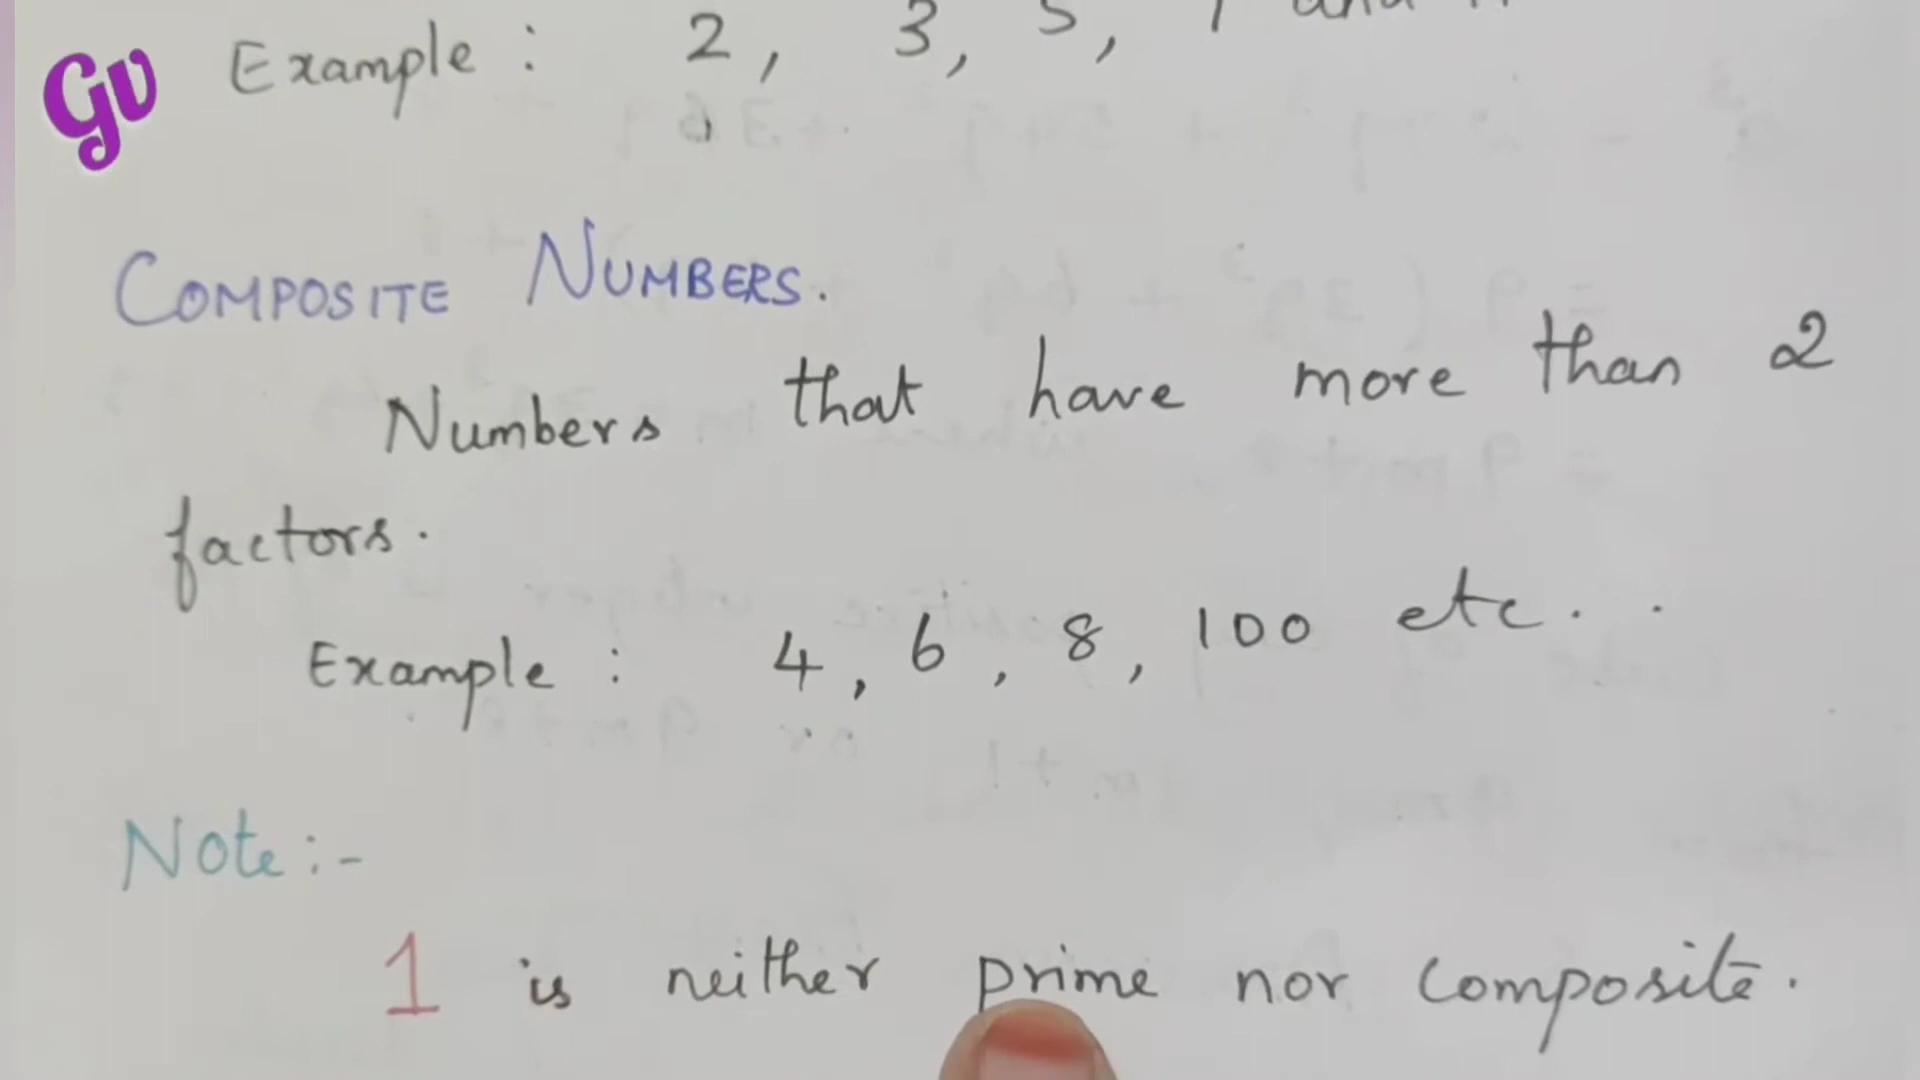 Gv
Example : 2, 3, 5,
COMPOSITE NUMBERS.
Numbers that have more than 2
factors.
Example : 4, 6, 8, 100 etc..
Note :-
1 is neither prime nor composite.